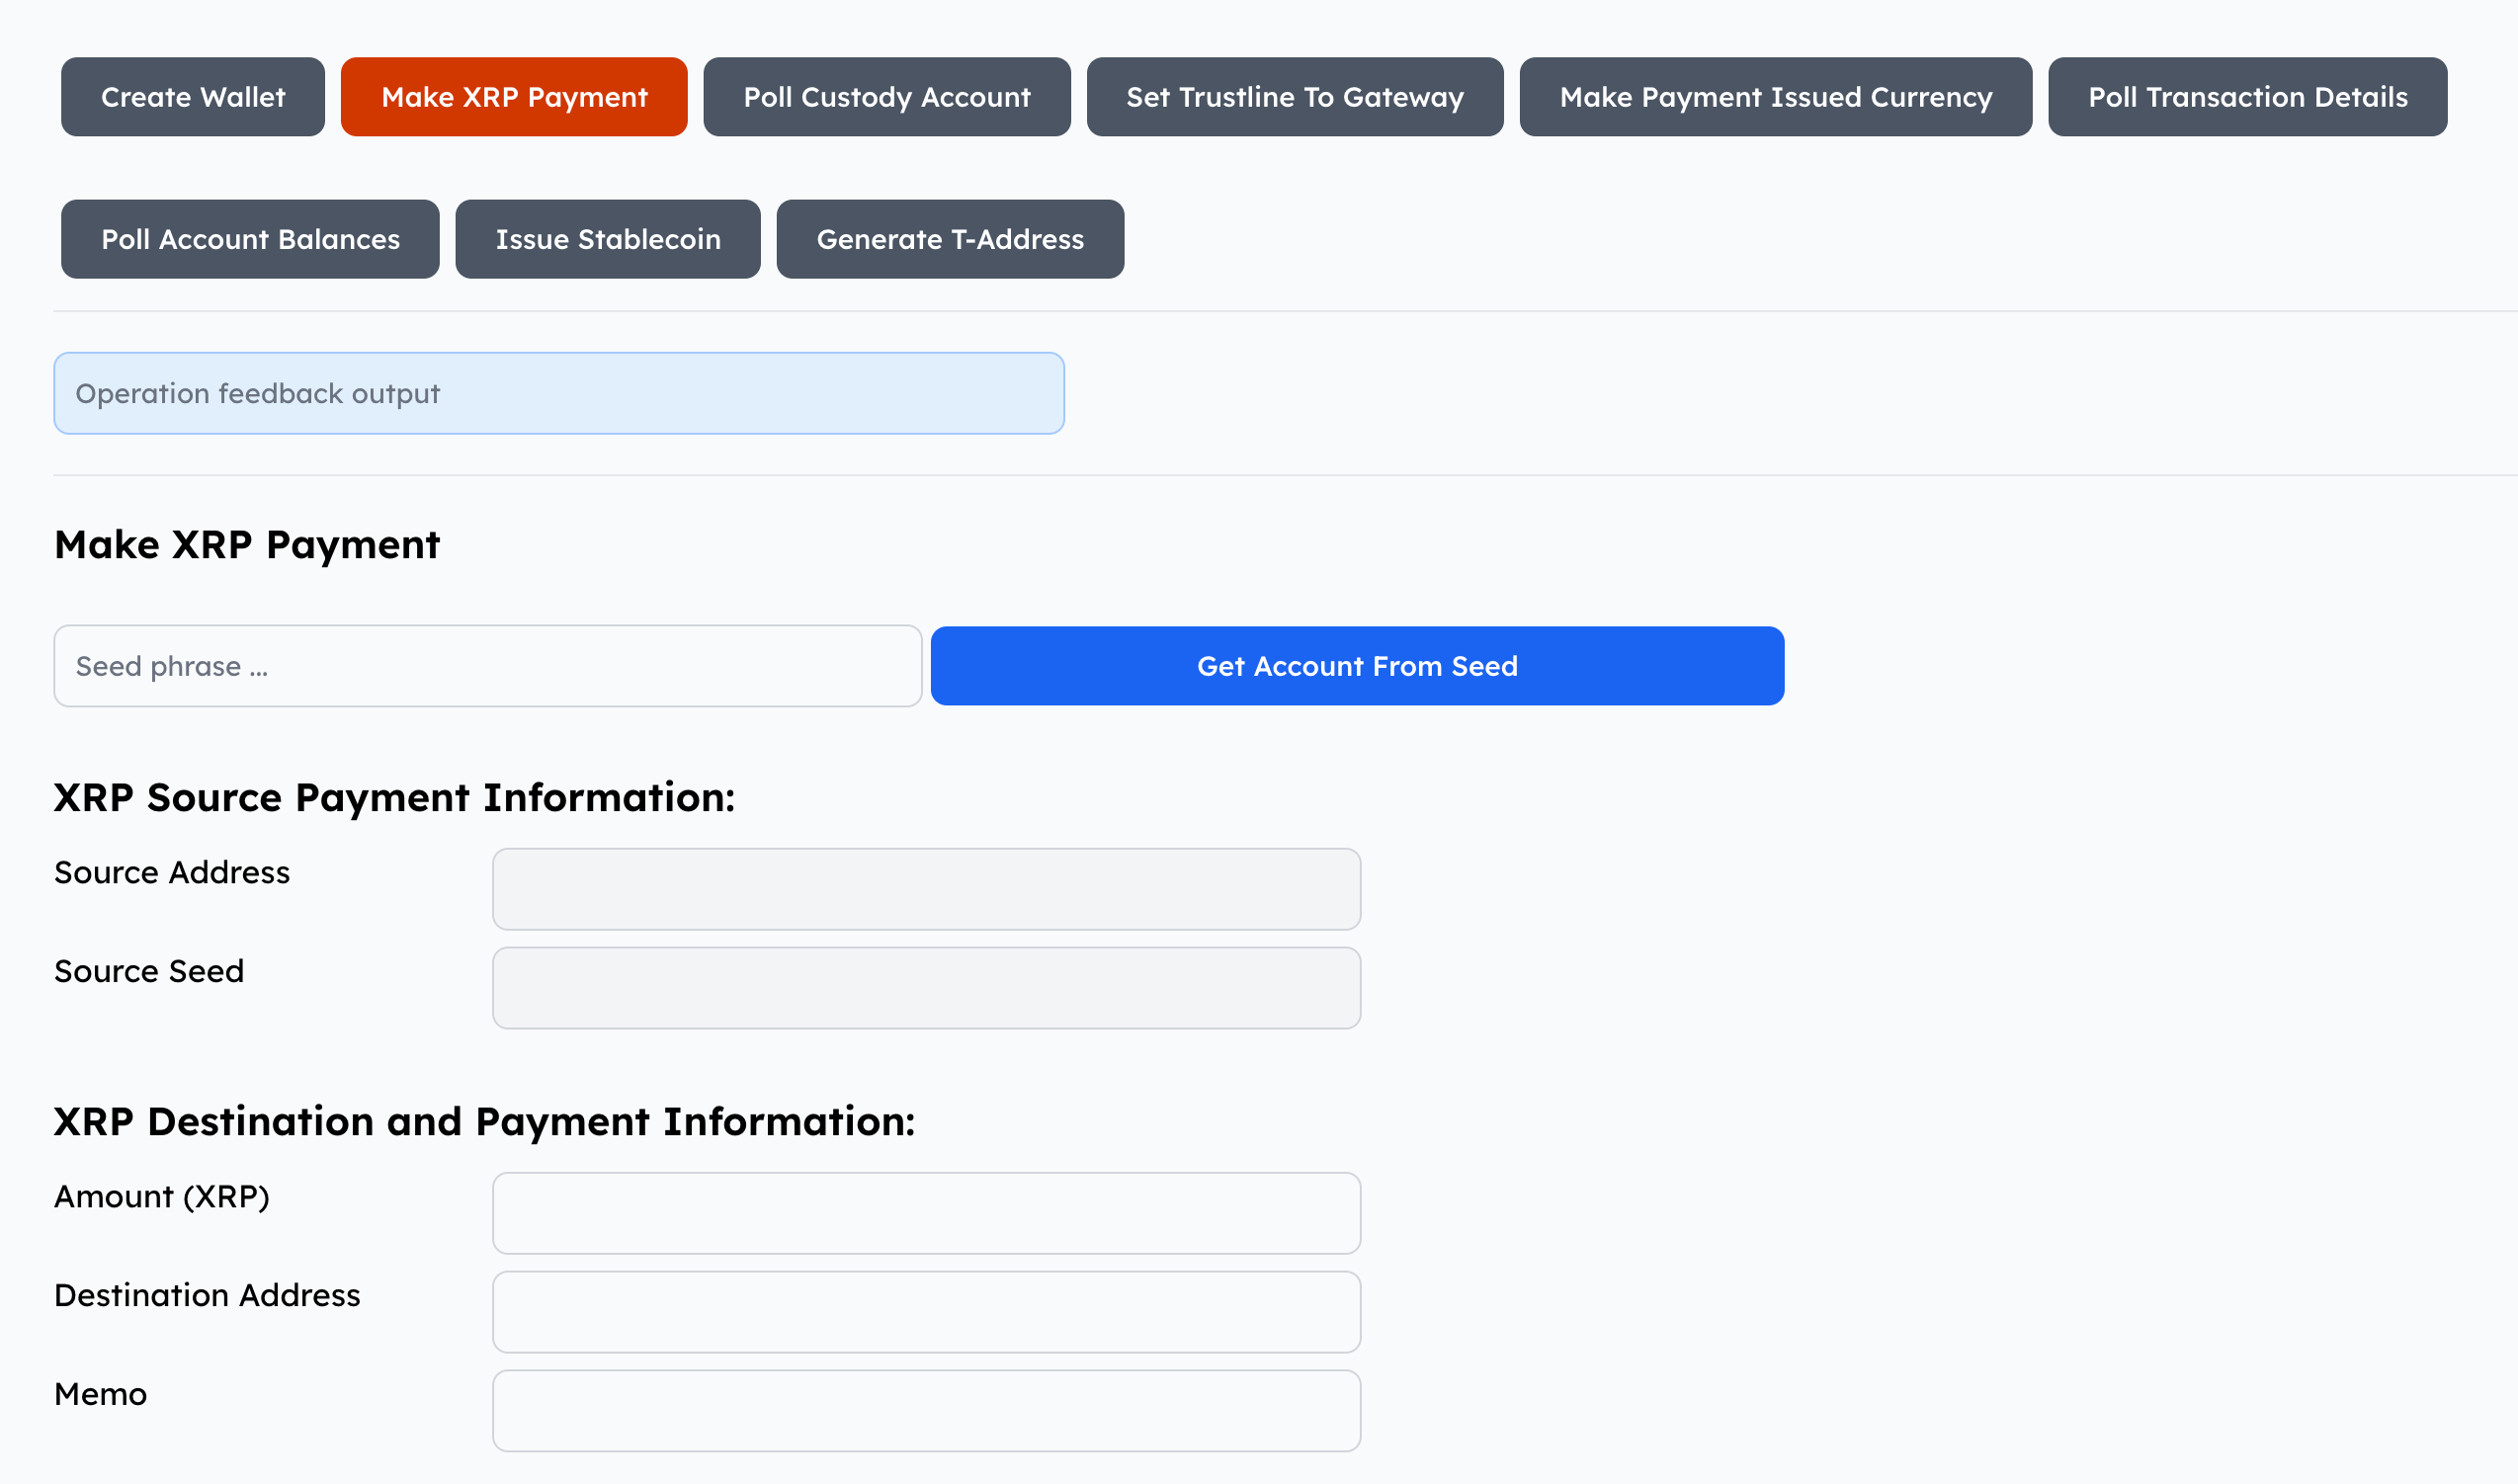 Create Wallet Make XRP Payment Poll Custody Account Set Trustline To Gateway Make Payment Issued Currency Poll Transaction Details
Poll Account Balances Issue Stablecoin Generate T-Address
Operation feedback output
Make XRP Payment
Seed phrase ... Get Account From Seed
XRP Source Payment Information:
Source Address
Source Seed
XRP Destination and Payment Information:
Amount (XRP)
Destination Address
Memo